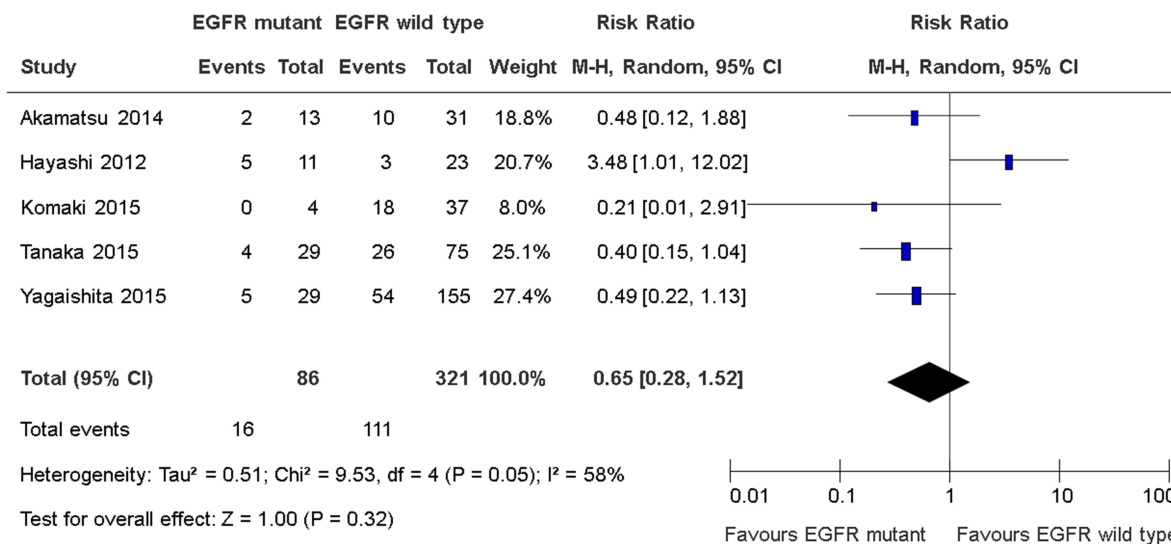 EGFR mutant EGFR wild type Risk Ratio Risk Ratio
Study Events Total Events Total Weight M-H, Random, 95% CI M-H, Random, 95% CI
Akamatsu 2014 2 13 10 31 18.8% 0.48 [0.12, 1.88]
Hayashi 2012 5 11 3 23 20.7% 3.48 [1.01, 12.02]
Komaki 2015 0 4 18 37 8.0% 0.21 [0.01, 2.91]
Tanaka 2015 4 29 26 75 25.1% 0.40 [0.15, 1.04]
Yagaishita 2015 5 29 54 155 27.4% 0.49 [0.22, 1.13]
Total (95% CI) 86 321 100.0% 0.65 [0.28, 1.52]
Total events 16 111
Heterogeneity: Tau² = 0.51; Chi² = 9.53, df = 4 (P = 0.05); I² = 58%
Test for overall effect: Z = 1.00 (P = 0.32)
0.01 0.1 1 10 100
Favours EGFR mutant Favours EGFR wild type